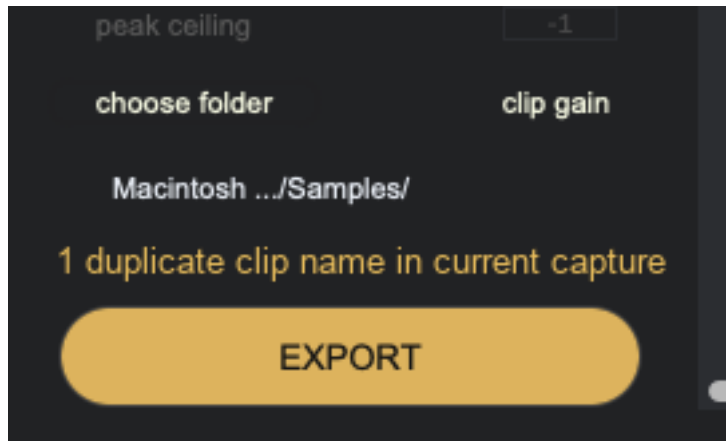 peak ceiling -1
choose folder clip gain
Macintosh .../Samples/
1 duplicate clip name in current capture
EXPORT